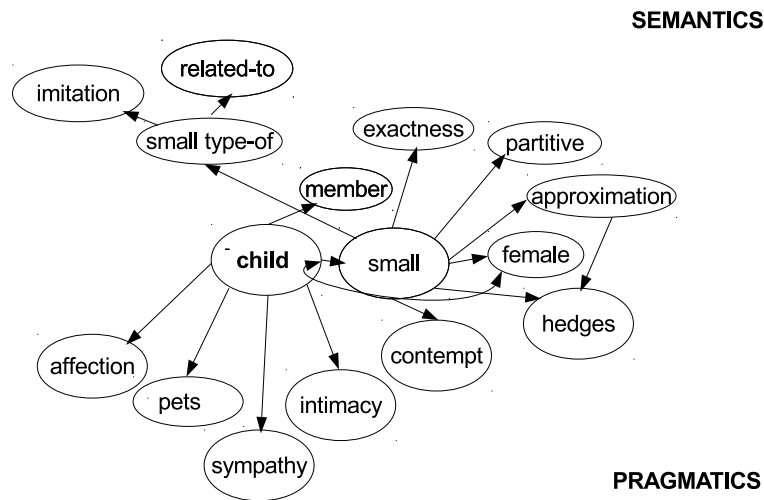 SEMANTICS
related-to
imitation
small type-of
exactness
partitive
member
approximation
child
small
female
hedges
affection
contempt
pets
intimacy
sympathy
PRAGMATICS